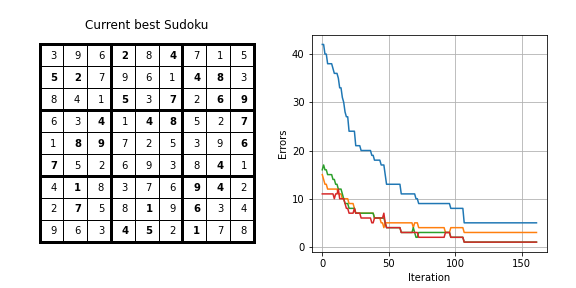 Current best Sudoku
3 9 6 2 8 4 7 1 5
5 2 7 9 6 1 4 8 3
8 4 1 5 3 7 2 6 9
6 3 4 1 4 8 5 2 7
1 8 9 7 2 5 3 9 6
7 5 2 6 9 3 8 4 1
4 1 8 3 7 6 9 4 2
2 7 5 8 1 9 6 3 4
9 6 3 4 5 2 1 7 8
40
30
20
10
0
Errors
0 50 100 150
Iteration